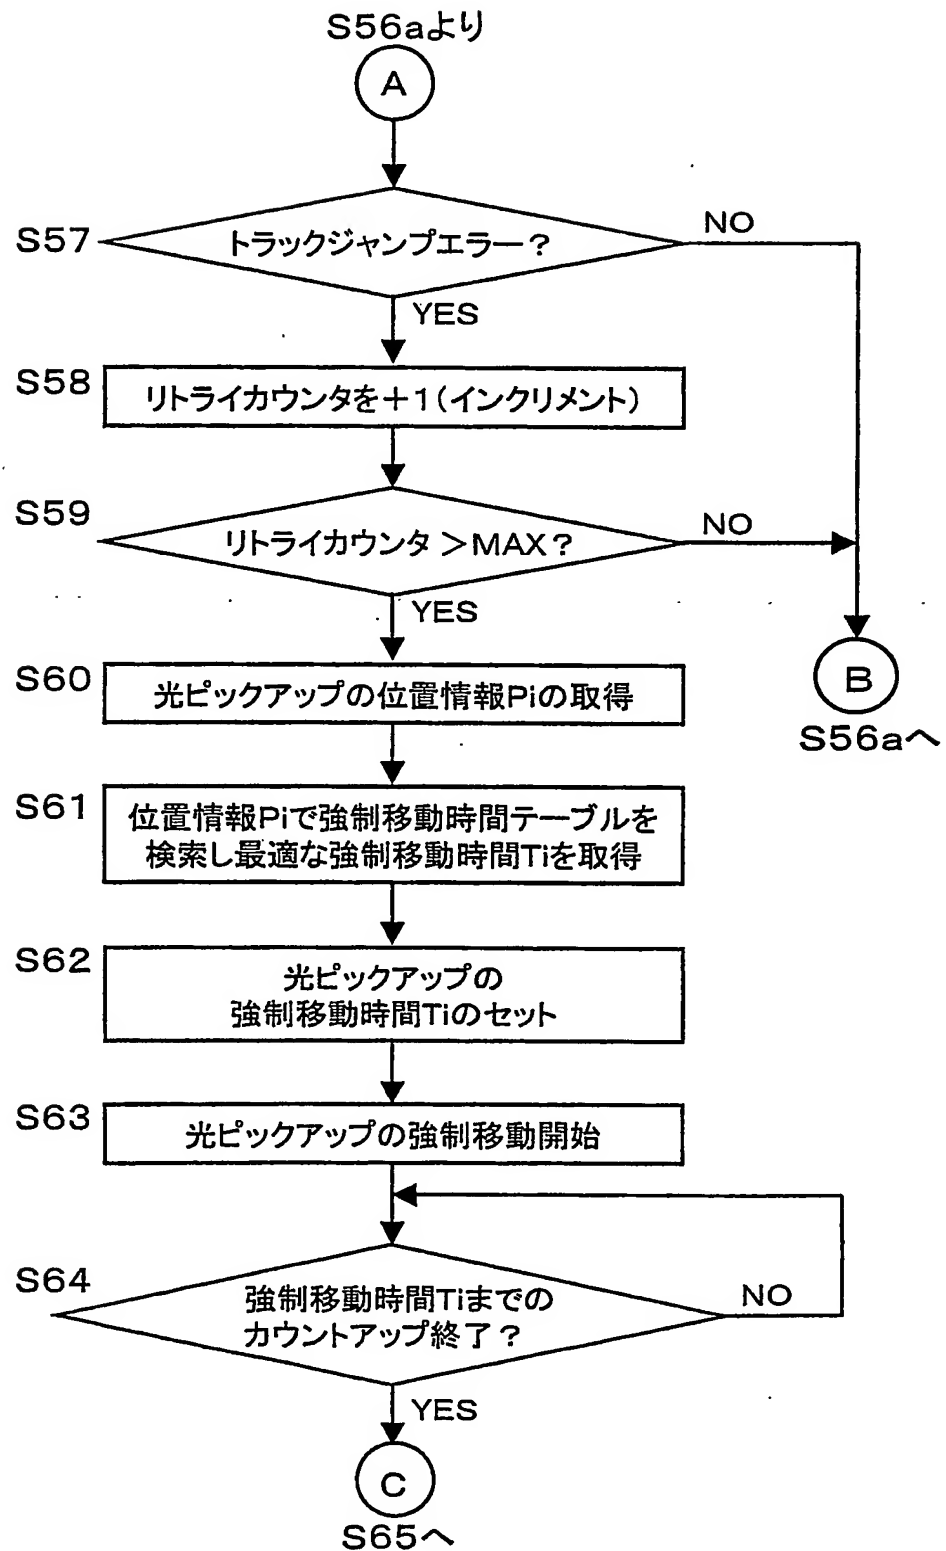 S56aより
A
S57
トラックジャンプエラー？
NO
YES
S58
リトライカウンタを＋1（インクリメント）
S59
リトライカウンタ＞MAX？
NO
YES
S60
光ピックアップの位置情報Piの取得
B
S56aへ
S61
位置情報Piで強制移動時間テーブルを
検索し最適な強制移動時間Tiを取得
S62
光ピックアップの
強制移動時間Tiのセット
S63
光ピックアップの強制移動開始
S64
強制移動時間Tiまでの
カウントアップ終了？
NO
YES
C
S65へ